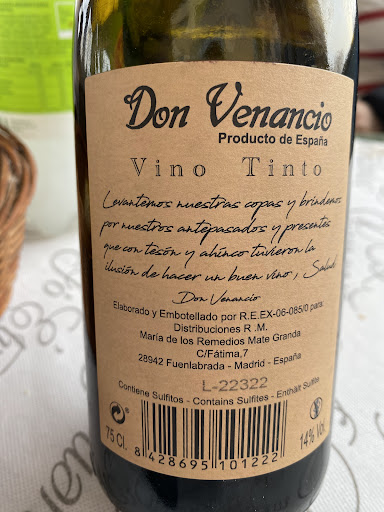 Don Venancio
Producto de España
Vino Tinto
Levantemos nuestras copas y brindemos
por nuestros antepasados y presentes
que con tesón y ahínco tuvieron la
ilusión de hacer un buen vino, Salud
Don Venancio
Elaborado y Embotellado por R.E.EX-06-085/0 para
Distribuciones R .M.
María de los Remedios Mate Granda
C/Fátima,7
28942 Fuenlabrada - Madrid - España
L-22322
Contiene Sulfitos - Contains Sulfites - Enthält Sulfite
75 Cl.
14% Vol.
8 428695 101222